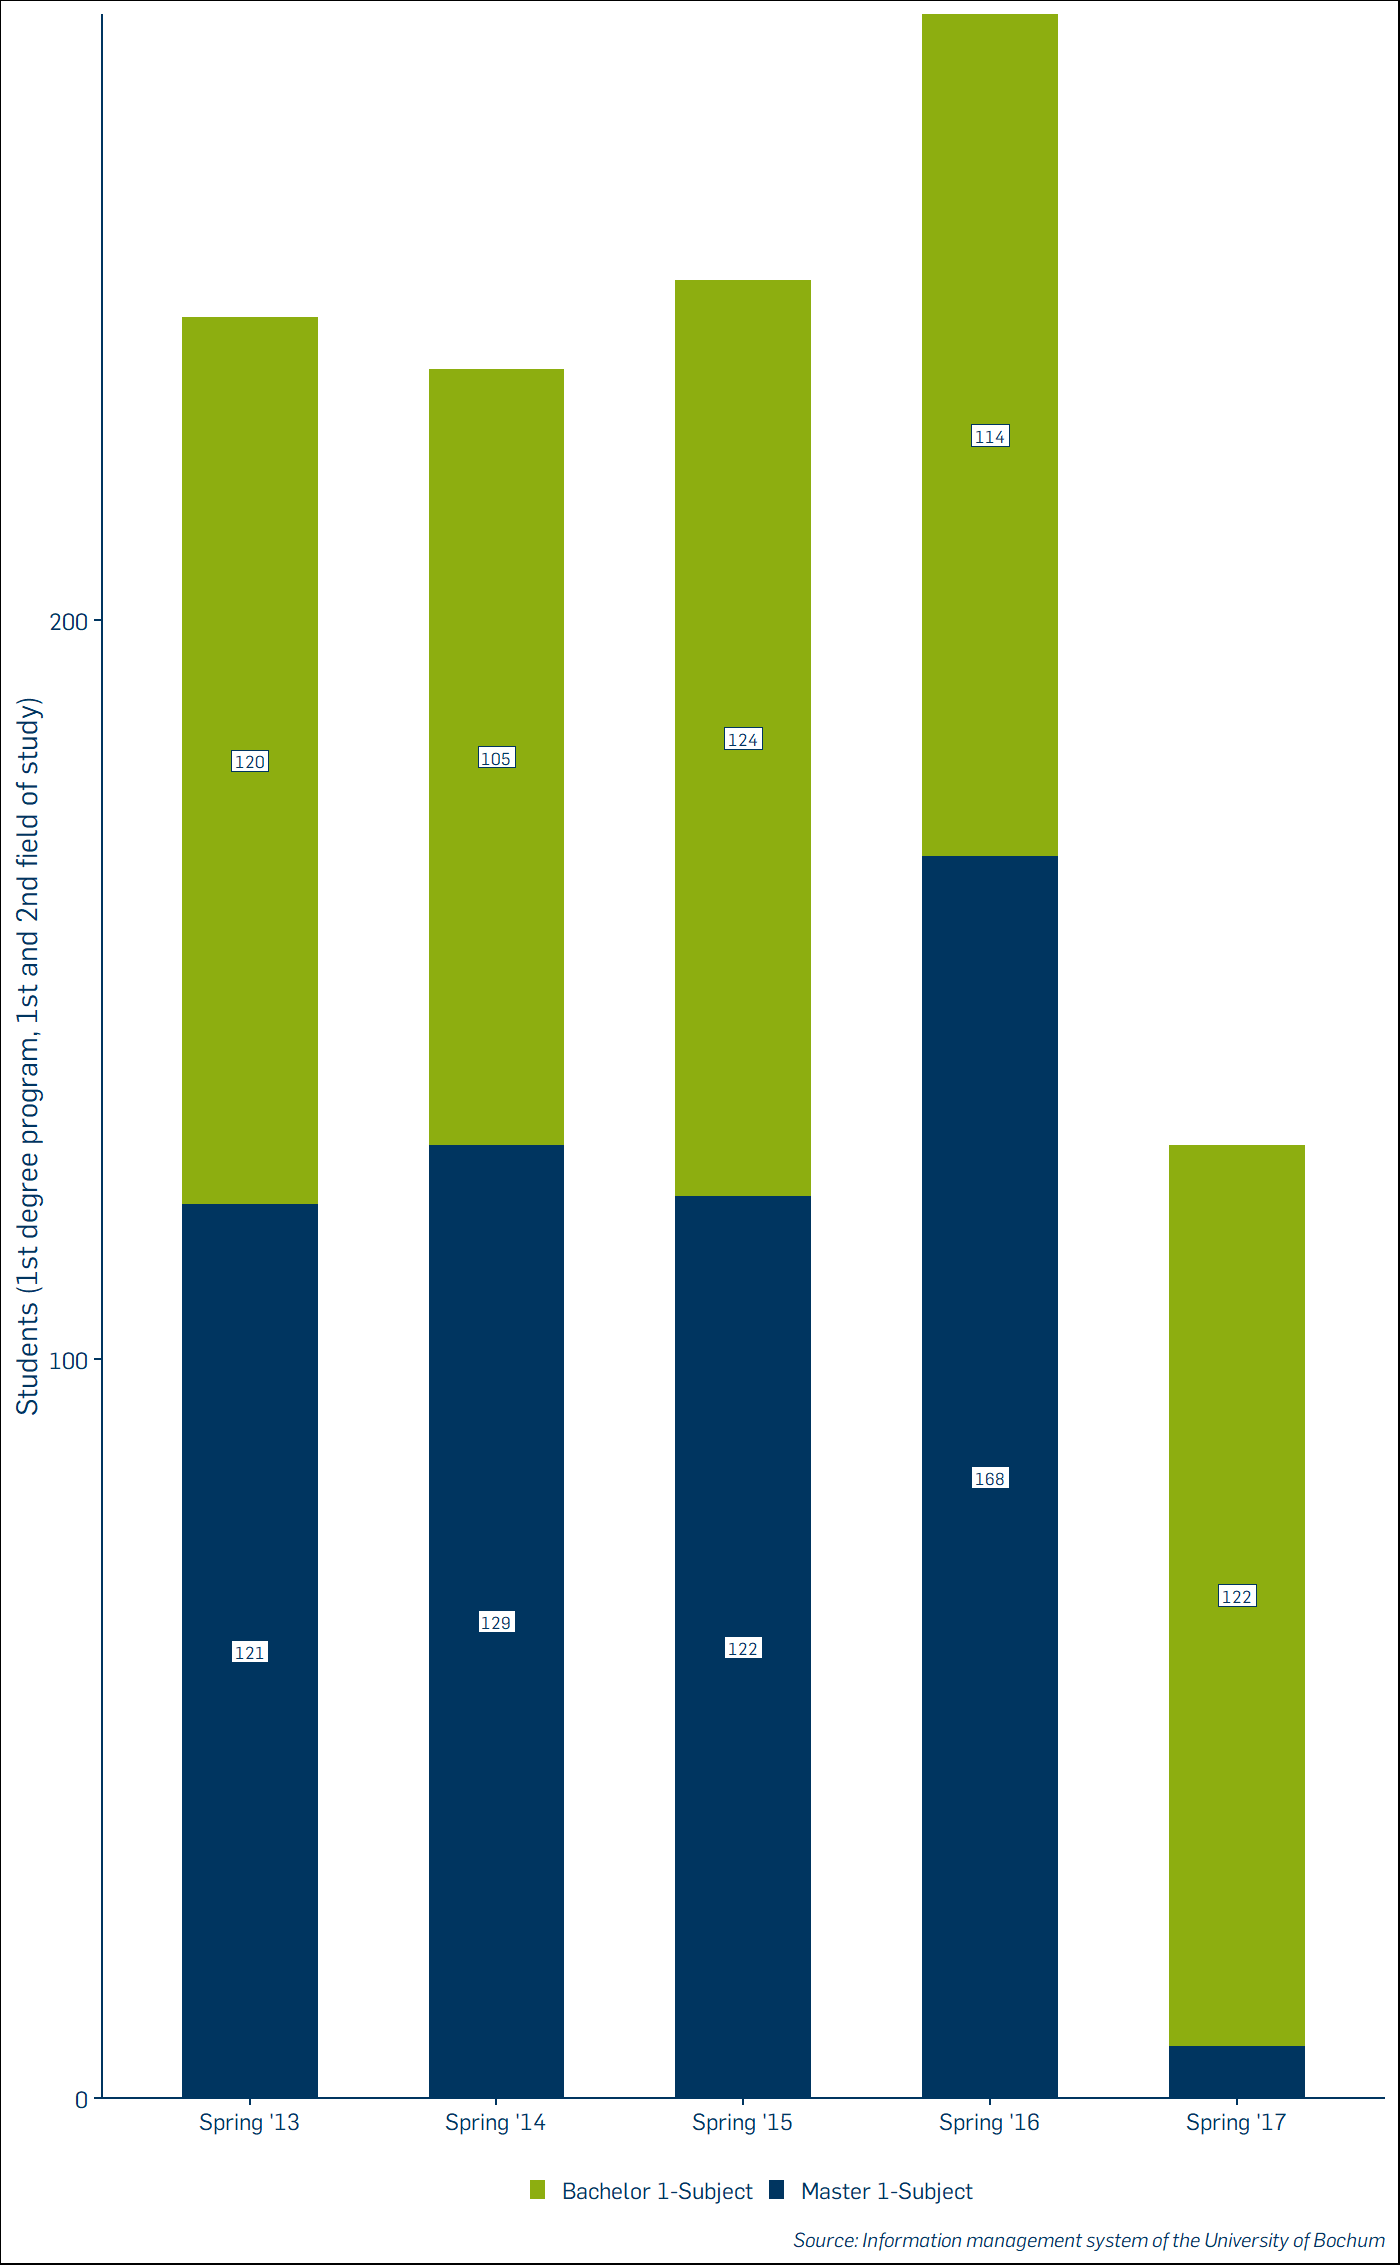 Students (1st degree program, 1st and 2nd field of study)
200
100
0
114
120
105
124
168
121
129
122
122
Spring '13
Spring '14
Spring '15
Spring '16
Spring '17
Bachelor 1-Subject
Master 1-Subject
Source: Information management system of the University of Bochum